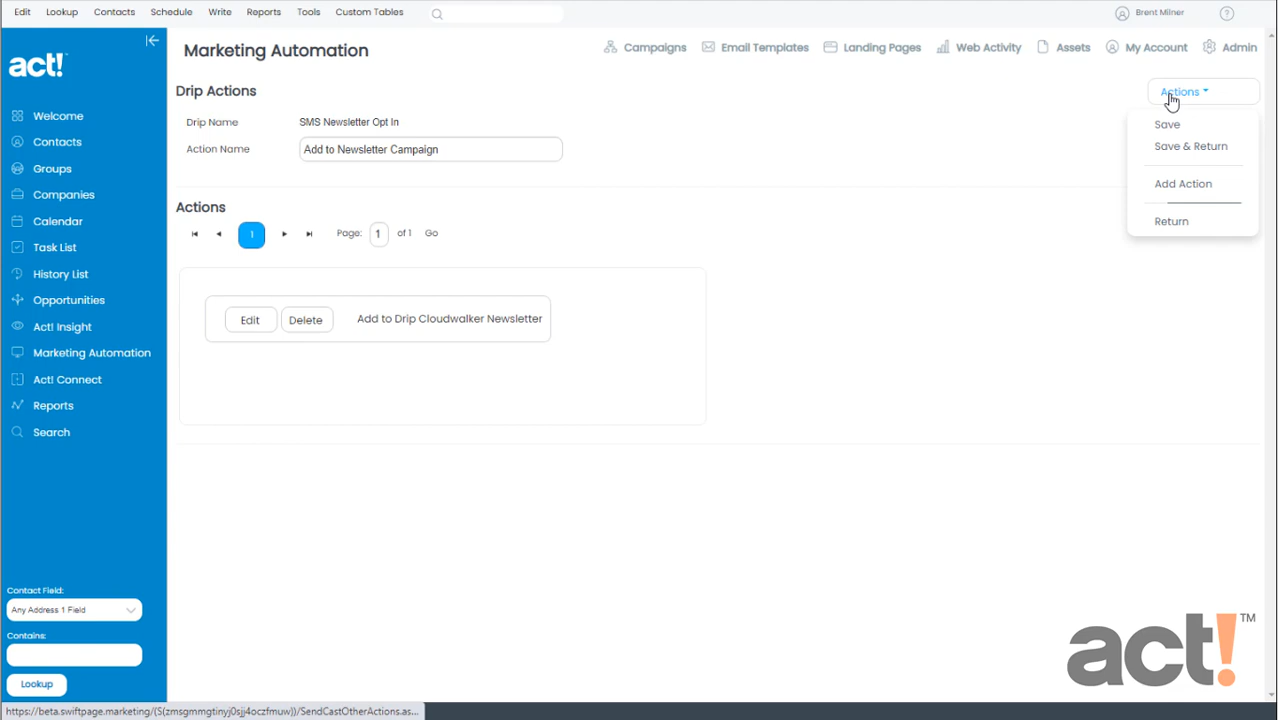 Edit Lookup Contacts Schedule Write Reports Tools Custom Tables Brent Milner ?
act!
Marketing Automation
Campaigns Email Templates Landing Pages Web Activity Assets My Account Admin
Welcome
Contacts
Groups
Companies
Calendar
Task List
History List
Opportunities
Act! Insight
Marketing Automation
Act! Connect
Reports
Search
Contact Field:
Any Address 1 Field
Contains:
Lookup
Drip Actions
Actions
Drip Name SMS Newsletter Opt In
Action Name Add to Newsletter Campaign
Save
Save & Return
Add Action
Return
Actions
1 Page: 1 of 1 Go
Edit Delete Add to Drip Cloudwalker Newsletter
act!™
https://beta.swiftpage.marketing/(S(zmsgmmgtinyj0sjj4oczfmuw))/SendCastOtherActions.as...